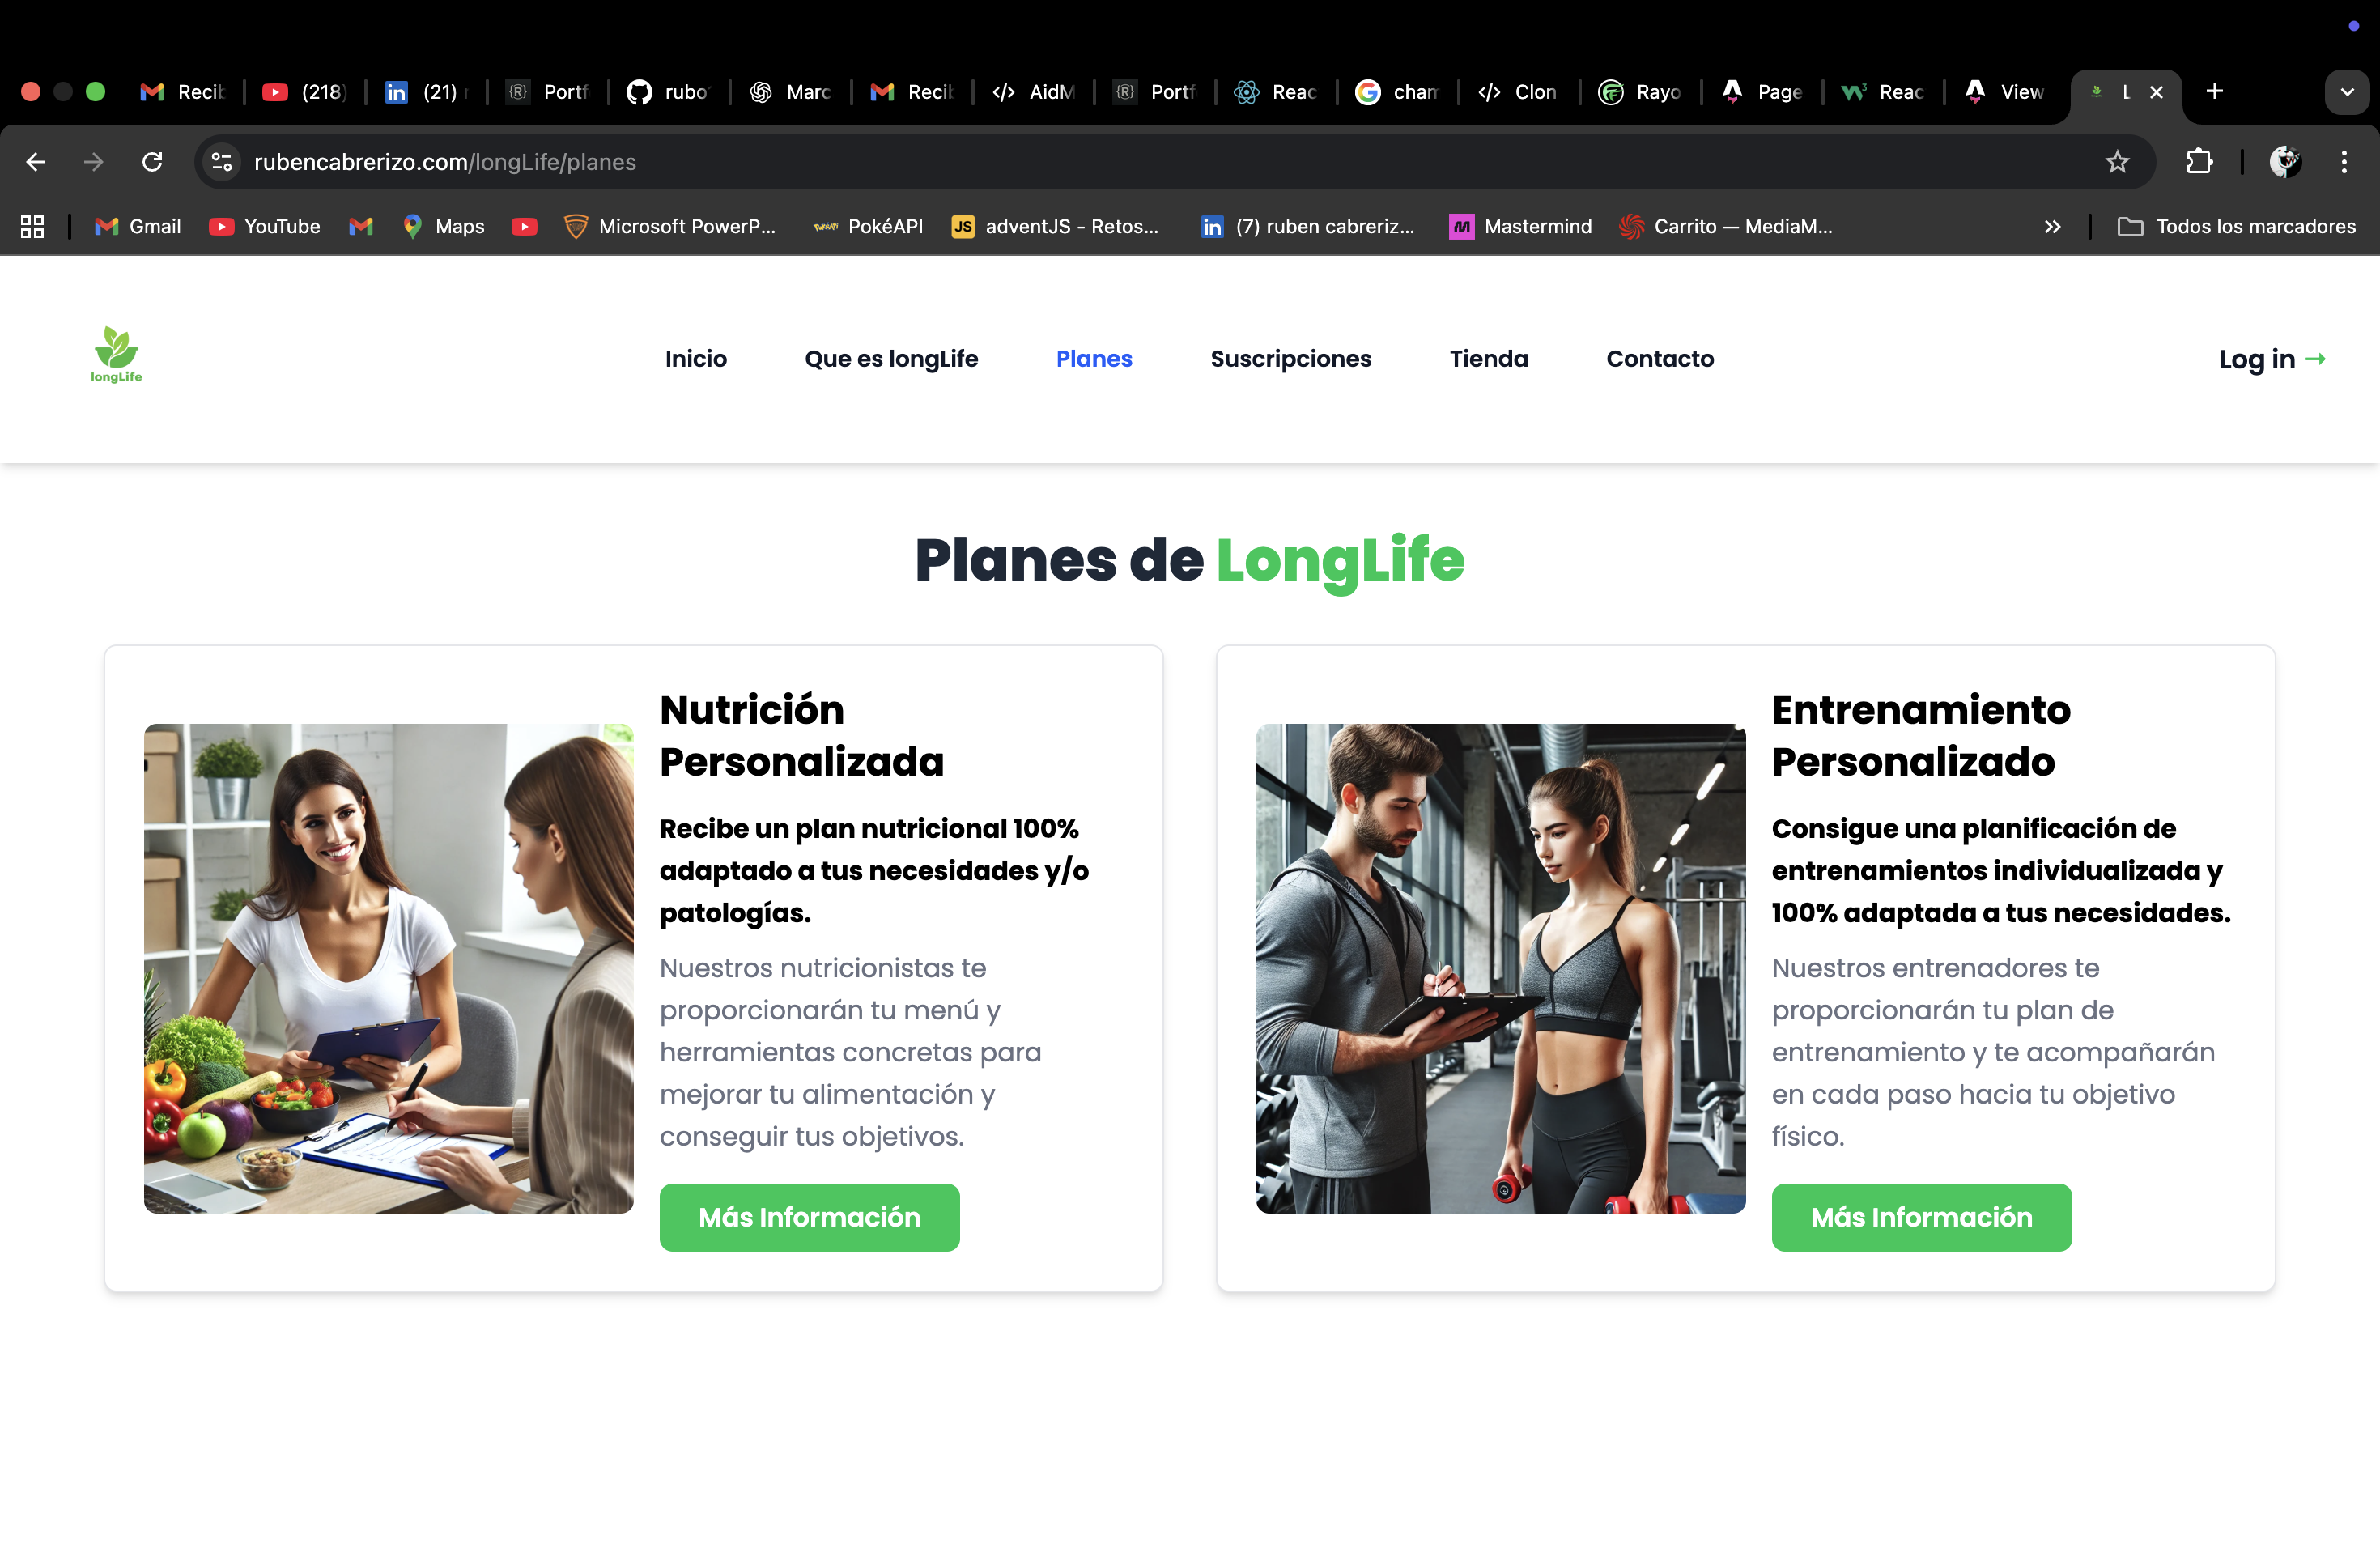 Recib
(218)
in (21)
{R} Portf
rubo
Marc
Recib
</> AidM
{R} Portf
Reac
cham
</> Clon
Rayo
Page
Reac
View
L
rubencabrerizo.com/longLife/planes
Gmail
YouTube
Maps
Microsoft PowerP...
PokéAPI
JS adventJS - Retos...
in (7) ruben cabreriz...
Mastermind
Carrito — MediaM...
Todos los marcadores
longLife
Inicio
Que es longLife
Planes
Suscripciones
Tienda
Contacto
Log in →
Planes de LongLife
Nutrición
Personalizada
Recibe un plan nutricional 100%
adaptado a tus necesidades y/o
patologías.
Nuestros nutricionistas te
proporcionarán tu menú y
herramientas concretas para
mejorar tu alimentación y
conseguir tus objetivos.
Más Información
Entrenamiento
Personalizado
Consigue una planificación de
entrenamientos individualizada y
100% adaptada a tus necesidades.
Nuestros entrenadores te
proporcionarán tu plan de
entrenamiento y te acompañarán
en cada paso hacia tu objetivo
físico.
Más Información